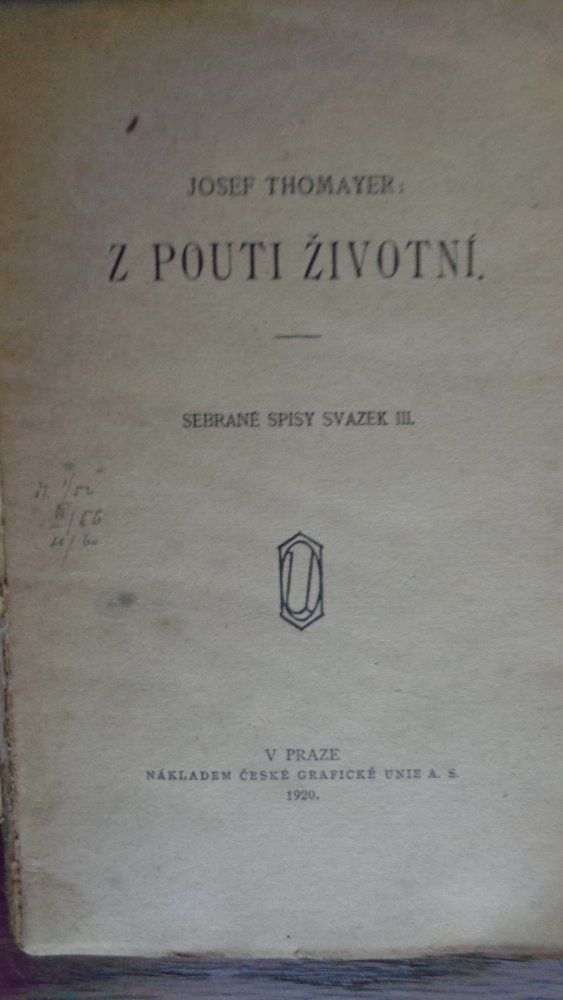 JOSEF THOMAYER:
Z POUTI ŽIVOTNÍ.
SEBRANÉ SPISY SVAZEK III.
V PRAZE
NÁKLADEM ČESKÉ GRAFICKÉ UNIE A. S.
1920.